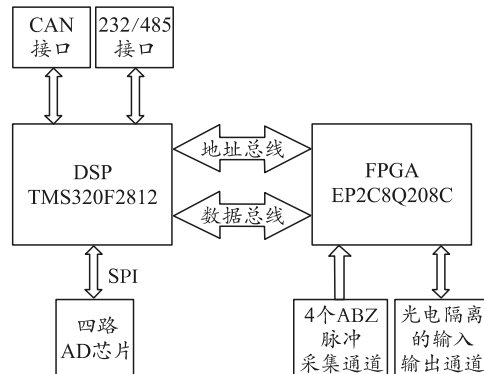 CAN
接口
232/485
接口
DSP
TMS320F2812
地址总线
数据总线
FPGA
EP2C8Q208C
SPI
四路
AD芯片
4个ABZ
脉冲
采集通道
光电隔离
的输入
输出通道